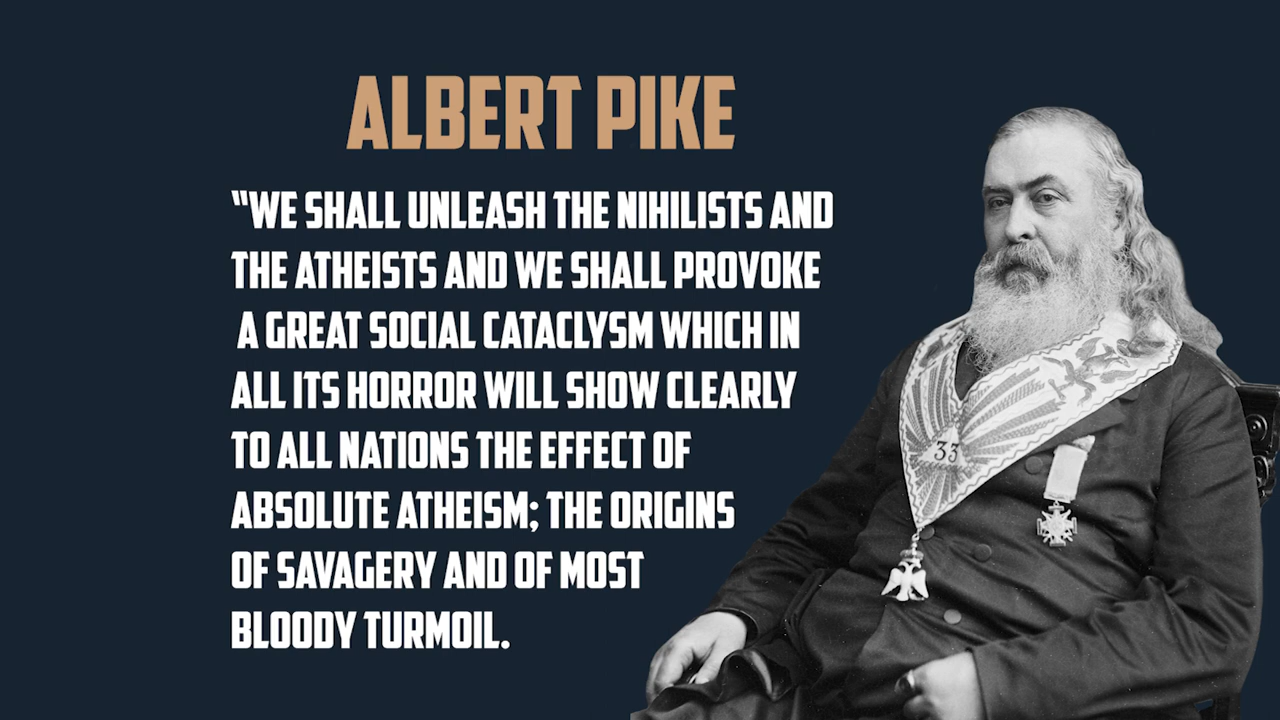 ALBERT PIKE
“WE SHALL UNLEASH THE NIHILISTS AND
THE ATHEISTS AND WE SHALL PROVOKE
A GREAT SOCIAL CATACLYSM WHICH IN
ALL ITS HORROR WILL SHOW CLEARLY
TO ALL NATIONS THE EFFECT OF
ABSOLUTE ATHEISM; THE ORIGINS
OF SAVAGERY AND OF MOST
BLOODY TURMOIL.
33